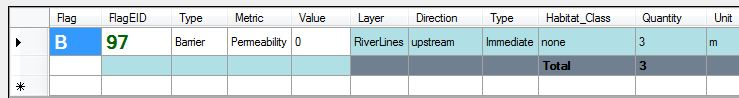 Flag FlagEID Type Metric Value Layer Direction Type Habitat_Class Quantity Unit
B 97 Barrier Permeability 0 RiverLines upstream Immediate none 3 m
Total 3